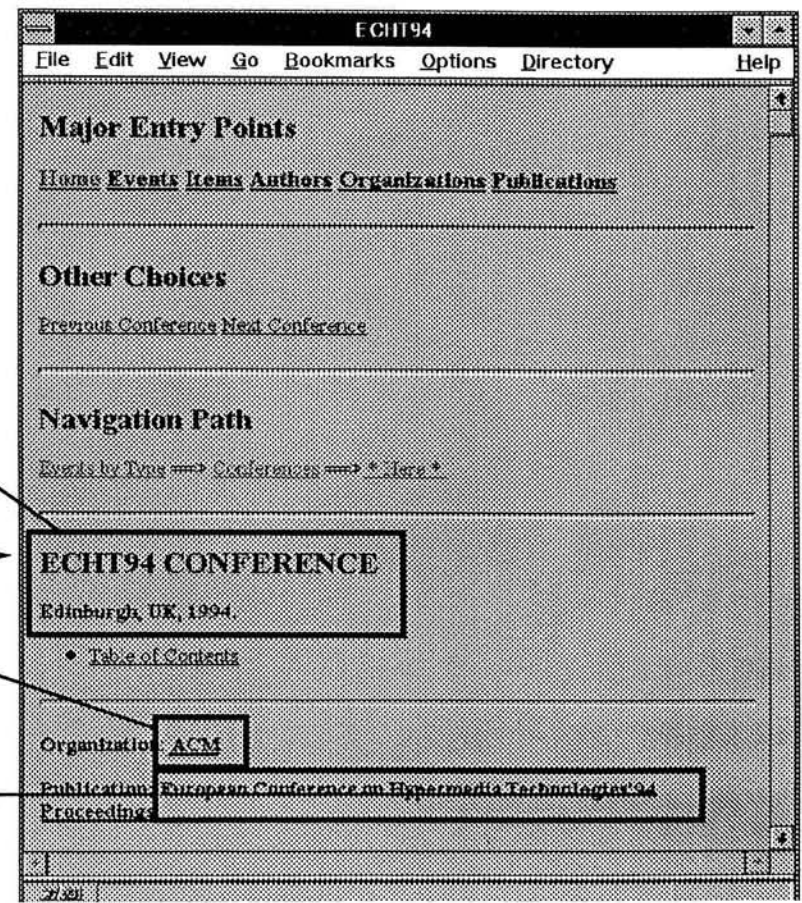 ECHT94
File Edit View Go Bookmarks Options Directory Help
Major Entry Points
Home Events Items Authors Organizations Publications
Other Choices
Previous Conference Next Conference
Navigation Path
Events by Type ==> Conferences ==> * Here *
ECHT94 CONFERENCE
Edinburgh, UK, 1994.
• Table of Contents
Organization: ACM
Publication: European Conference on Hypermedia Technologies'94
Proceedings